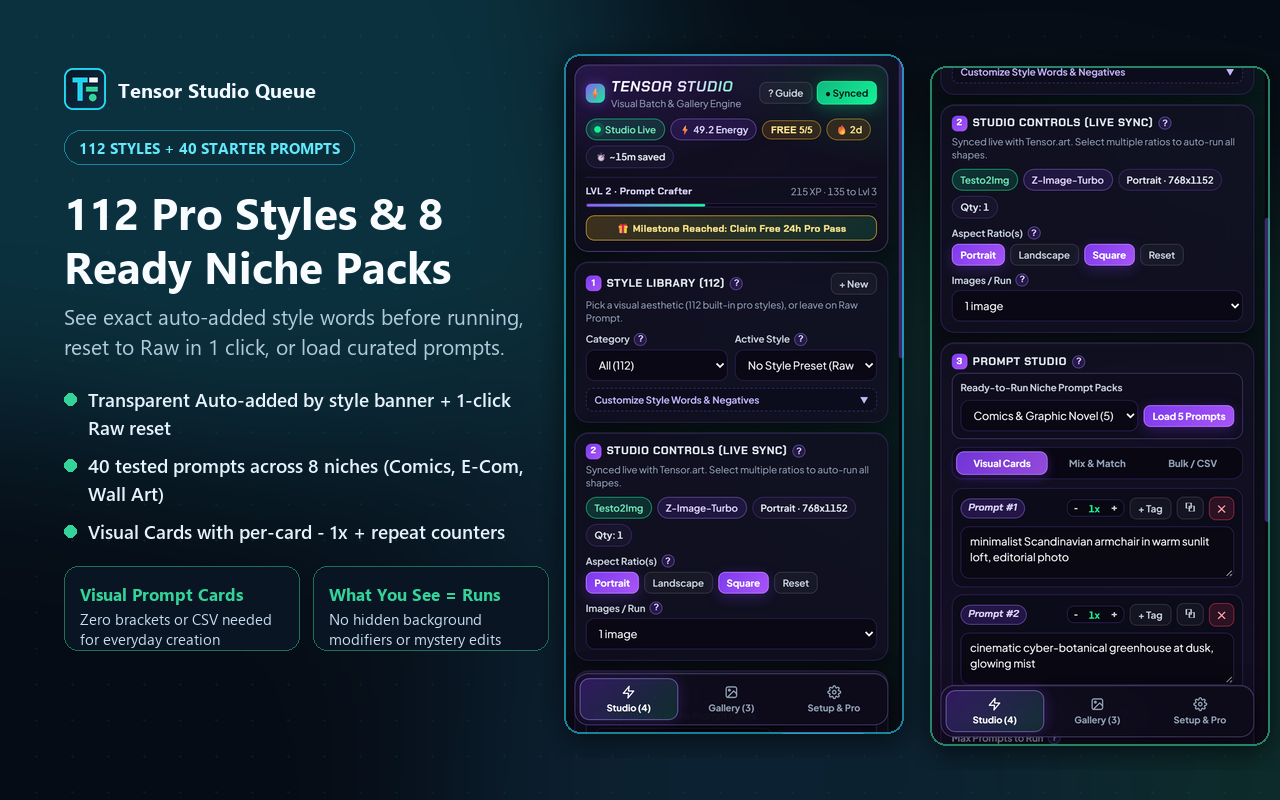 Tensor Studio Queue
112 STYLES + 40 STARTER PROMPTS
112 Pro Styles & 8
Ready Niche Packs
See exact auto-added style words before running,
reset to Raw in 1 click, or load curated prompts.
Transparent Auto-added by style banner + 1-click
Raw reset
40 tested prompts across 8 niches (Comics, E-Com,
Wall Art)
Visual Cards with per-card - 1x + repeat counters
Visual Prompt Cards
Zero brackets or CSV needed
for everyday creation
What You See = Runs
No hidden background
modifiers or mystery edits
TENSOR STUDIO
Visual Batch & Gallery Engine
? Guide
Synced
Studio Live
49.2 Energy
FREE 5/5
2d
~15m saved
LVL 2 · Prompt Crafter
215 XP · 135 to Lvl 3
Milestone Reached: Claim Free 24h Pro Pass
1 STYLE LIBRARY (112) ?
+ New
Pick a visual aesthetic (112 built-in pro styles), or leave on Raw
Prompt.
Category ?
Active Style ?
All (112)
No Style Preset (Raw
Customize Style Words & Negatives ▼
2 STUDIO CONTROLS (LIVE SYNC) ?
Synced live with Tensor.art. Select multiple ratios to auto-run all
shapes.
Testo2Img
Z-Image-Turbo
Portrait · 768x1152
Qty: 1
Aspect Ratio(s) ?
Portrait
Landscape
Square
Reset
Images / Run ?
1 image
Studio (4)
Gallery (3)
Setup & Pro
Customize Style Words & Negatives ▼
2 STUDIO CONTROLS (LIVE SYNC) ?
Synced live with Tensor.art. Select multiple ratios to auto-run all
shapes.
Testo2Img
Z-Image-Turbo
Portrait · 768x1152
Qty: 1
Aspect Ratio(s) ?
Portrait
Landscape
Square
Reset
Images / Run ?
1 image
3 PROMPT STUDIO ?
Ready-to-Run Niche Prompt Packs
Comics & Graphic Novel (5)
Load 5 Prompts
Visual Cards
Mix & Match
Bulk / CSV
Prompt #1
- 1x +
+ Tag
minimalist Scandinavian armchair in warm sunlit
loft, editorial photo
Prompt #2
- 1x +
+ Tag
cinematic cyber-botanical greenhouse at dusk,
glowing mist
Studio (4)
Gallery (3)
Setup & Pro
Max Prompts to Run ?